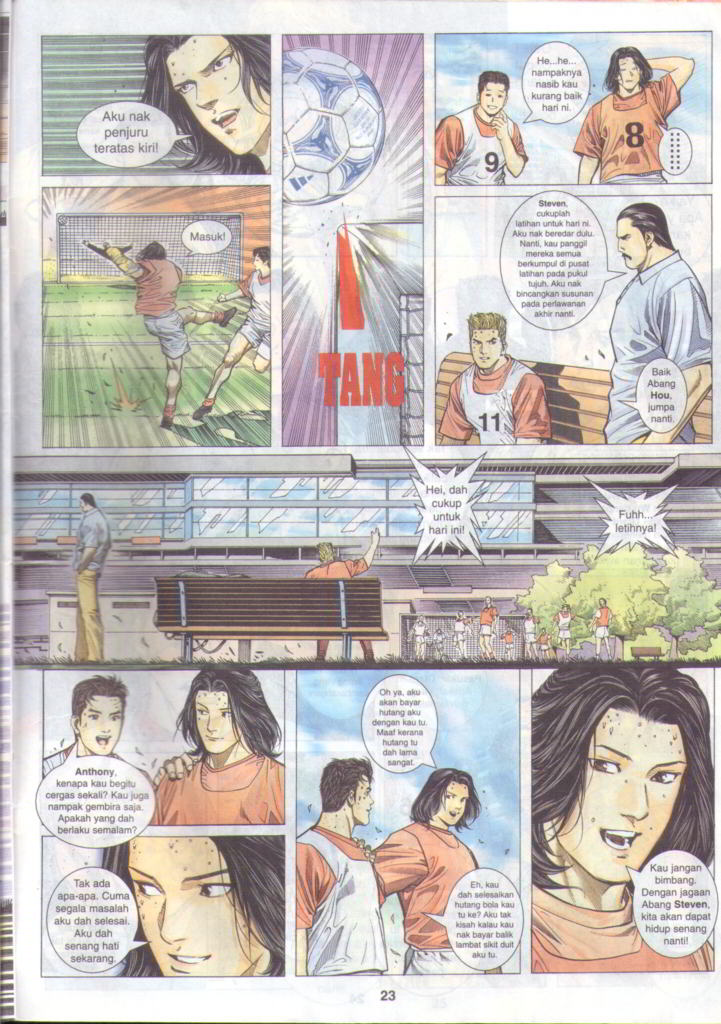 Aku nak
penjuru
teratas kiri!
Masuk!
TANG
He...he...
nampaknya
nasib kau
kurang baik
hari ni.
9
8
Steven,
cukuplah
latihan untuk hari ni.
Aku nak beredar dulu.
Nanti, kau panggil
mereka semua
berkumpul di pusat
latihan pada pukul
tujuh. Aku nak
bincangkan susunan
pada perlawanan
akhir nanti.
11
Baik
Abang
Hou,
jumpa
nanti.
Hei, dah
cukup
untuk
hari ini!
Fuhh...
letihnya!
Anthony,
kenapa kau begitu
cergas sekali? Kau juga
nampak gembira saja.
Apakah yang dah
berlaku semalam?
Tak ada
apa-apa. Cuma
segala masalah
aku dah selesai.
Aku dah
senang hati
sekarang.
Oh ya, aku
akan bayar
hutang aku
dengan kau tu.
Maaf kerana
hutang tu
dah lama
sangat.
Eh, kau
dah selesaikan
hutang bola kau
tu ke? Aku tak
kisah kalau kau
nak bayar balik
lambat sikit duit
aku tu.
Kau jangan
bimbang.
Dengan jagaan
Abang Steven,
kita akan dapat
hidup senang
nanti!
23